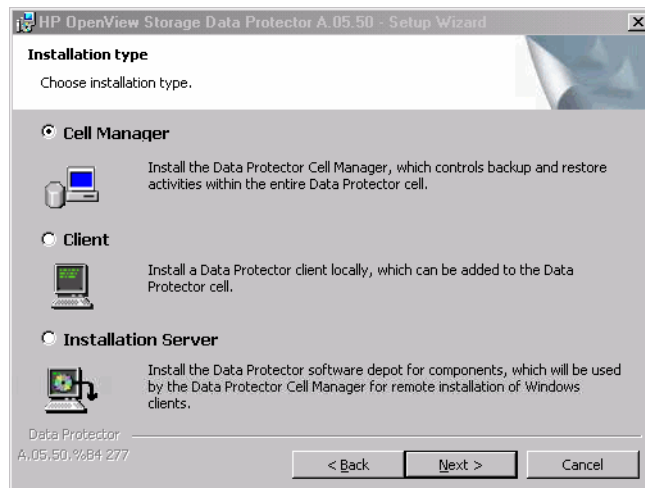 HP OpenView Storage Data Protector A.05.50 - Setup Wizard
Installation type
Choose installation type.
Cell Manager
Install the Data Protector Cell Manager, which controls backup and restore
activities within the entire Data Protector cell.
Client
Install a Data Protector client locally, which can be added to the Data
Protector cell.
Installation Server
Install the Data Protector software depot for components, which will be used
by the Data Protector Cell Manager for remote installation of Windows
clients.
Data Protector
A.05.50.%B4 277
< Back
Next >
Cancel